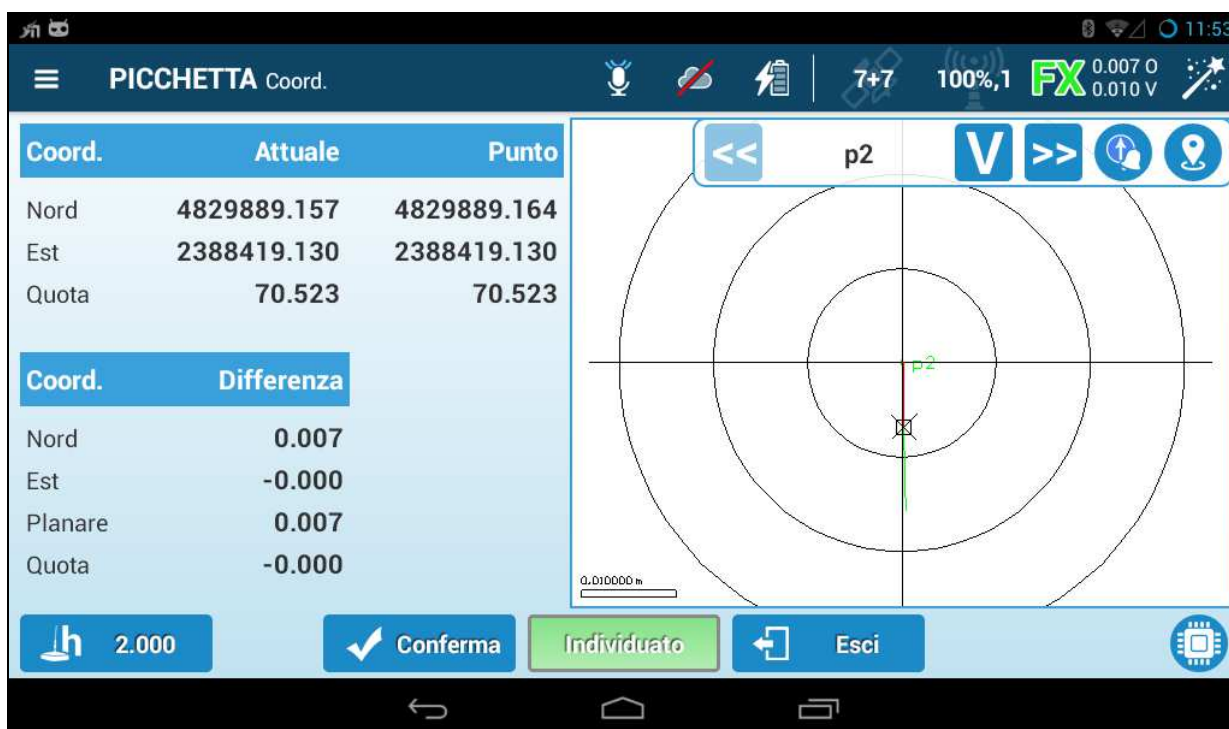 11:53
PICCHETTA Coord.
7+7
100%,1
FX
0.007 O
0.010 V
Coord. Attuale Punto
Nord 4829889.157 4829889.164
Est 2388419.130 2388419.130
Quota 70.523 70.523
Coord. Differenza
Nord 0.007
Est -0.000
Planare 0.007
Quota -0.000
<< p2 V >>
p2
0.010000 m
h 2.000 Conferma Individuato Esci